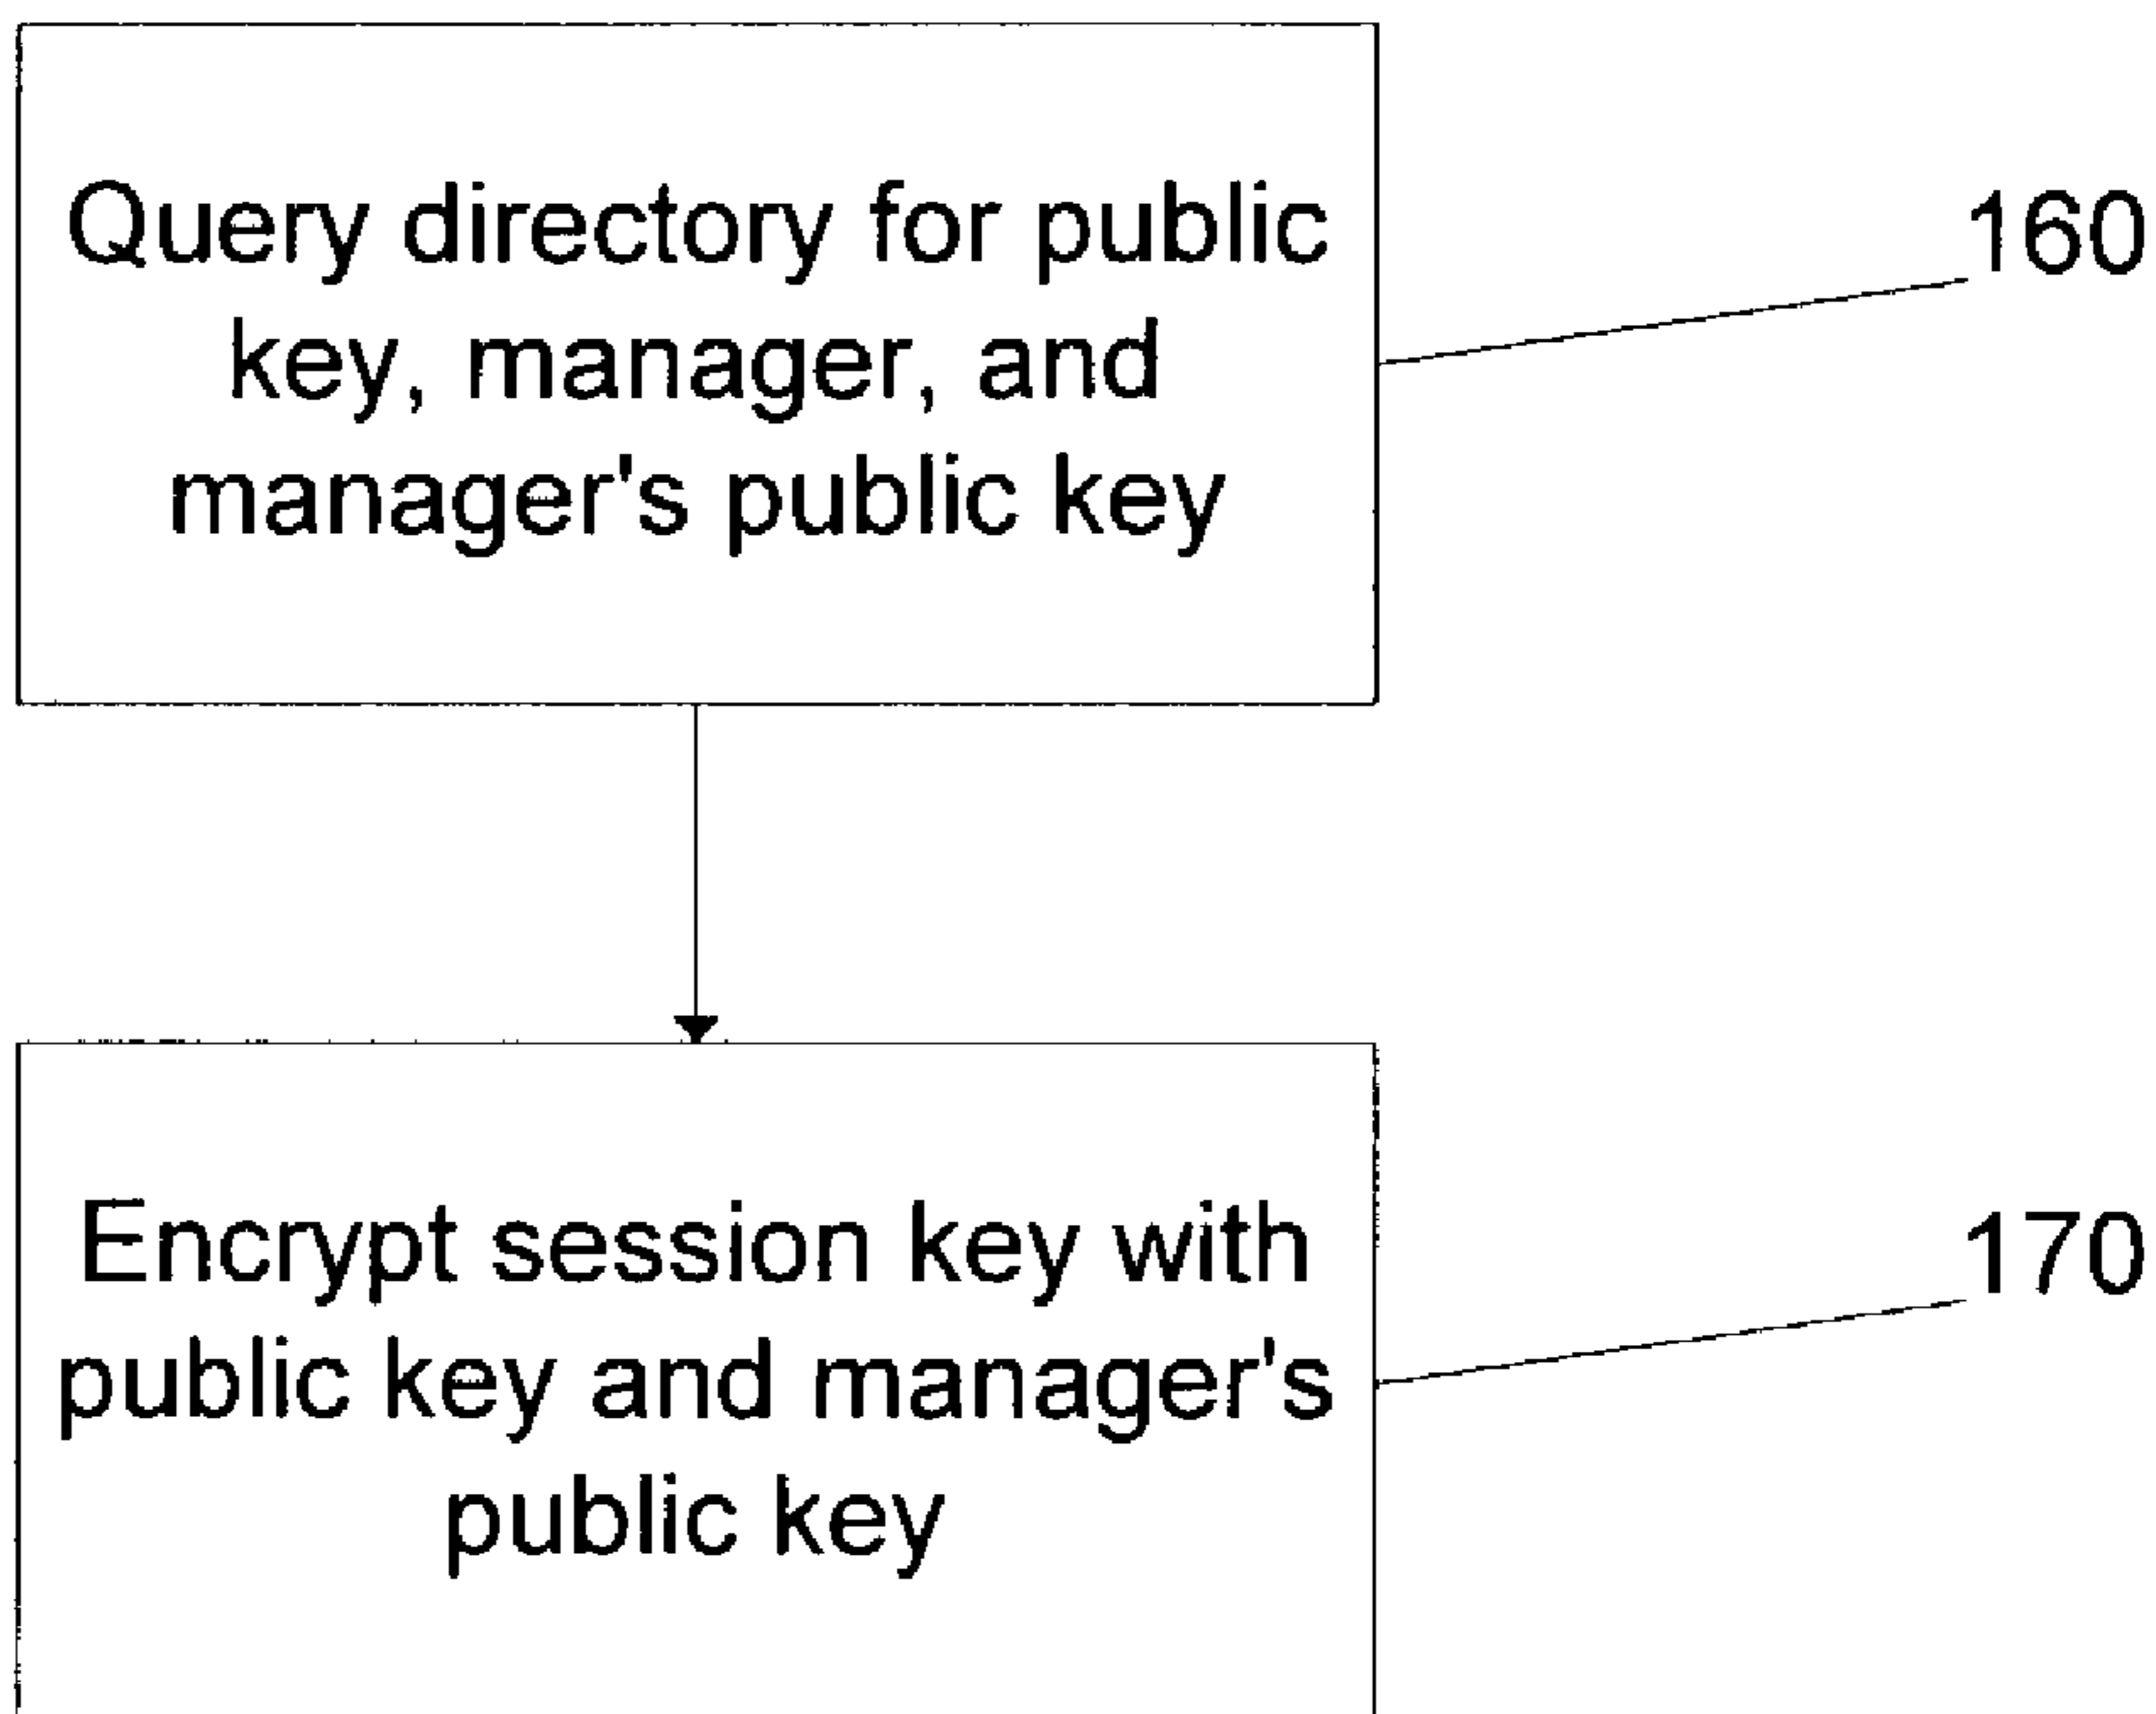 Query directory for public
key, manager, and
manager's public key
160
Encrypt session key with
public key and manager's
public key
170